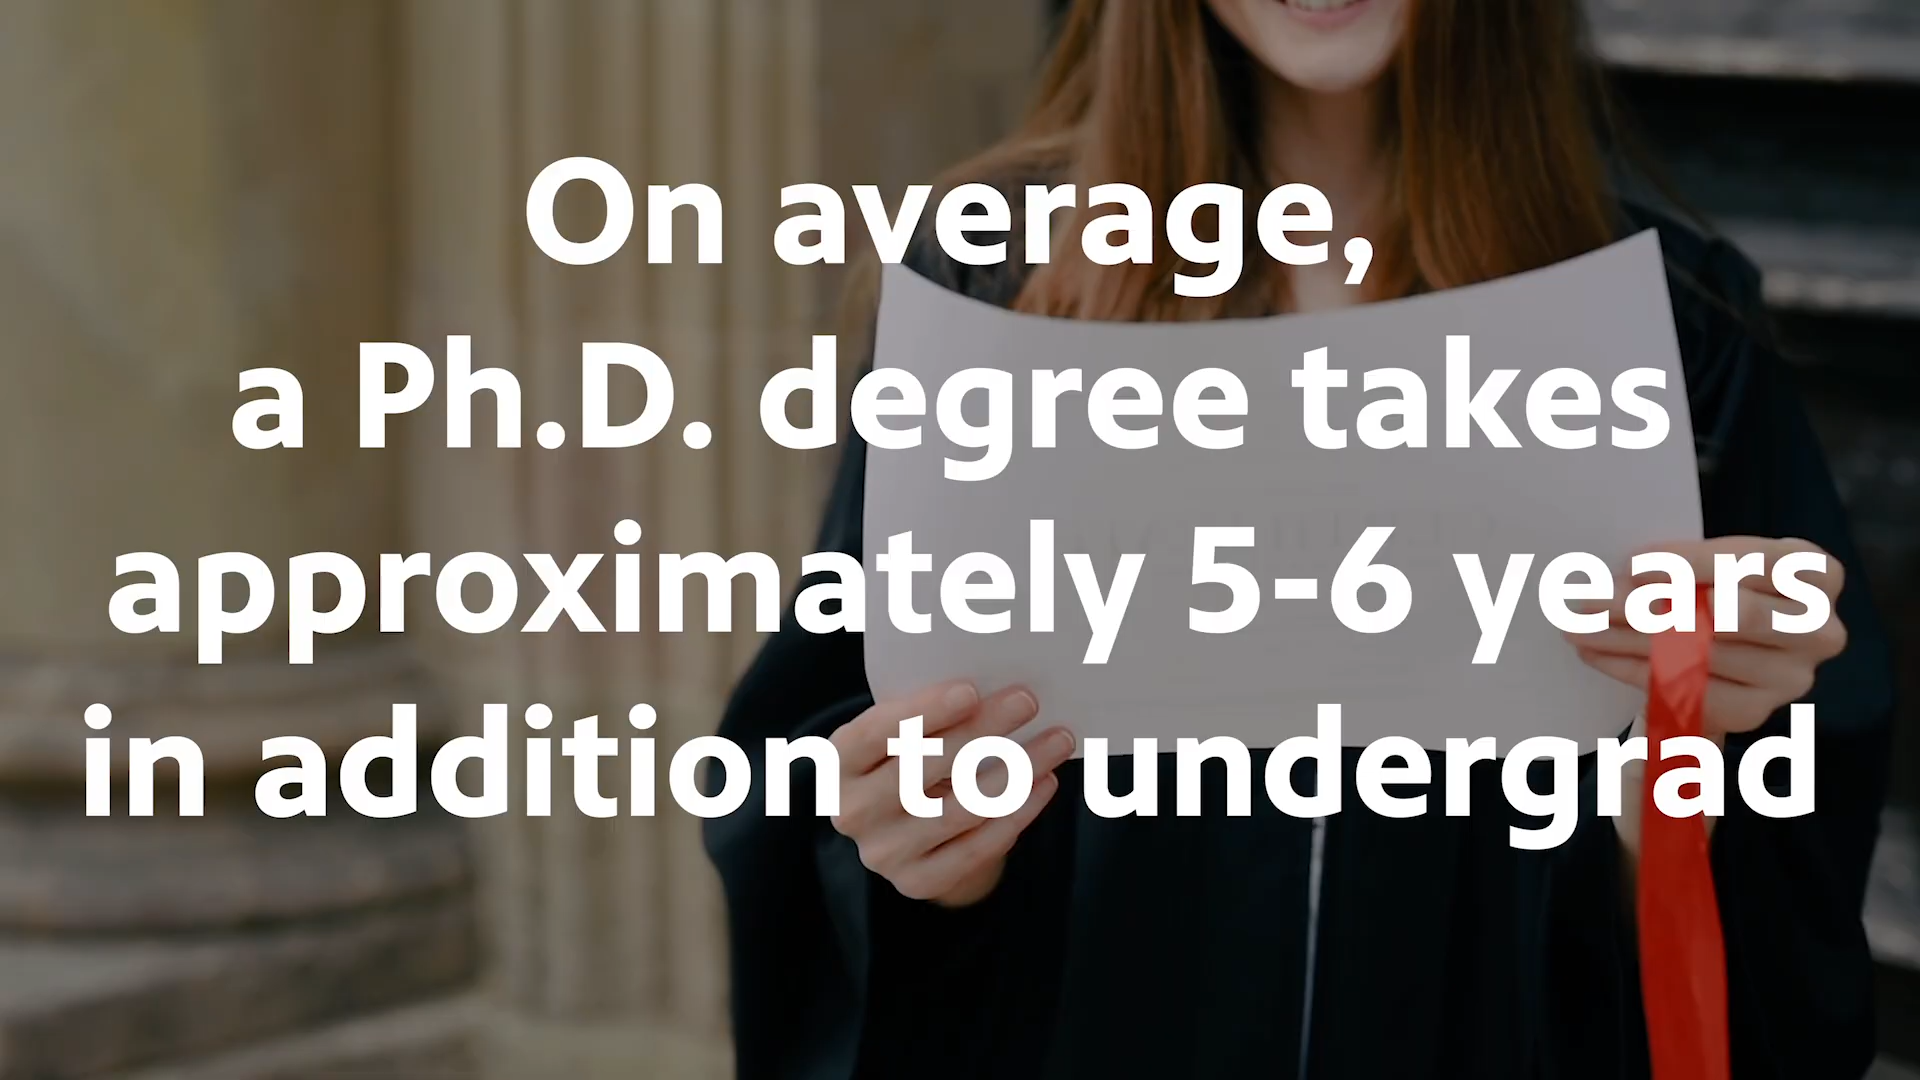 On average,
a Ph.D. degree takes
approximately 5-6 years
in addition to undergrad